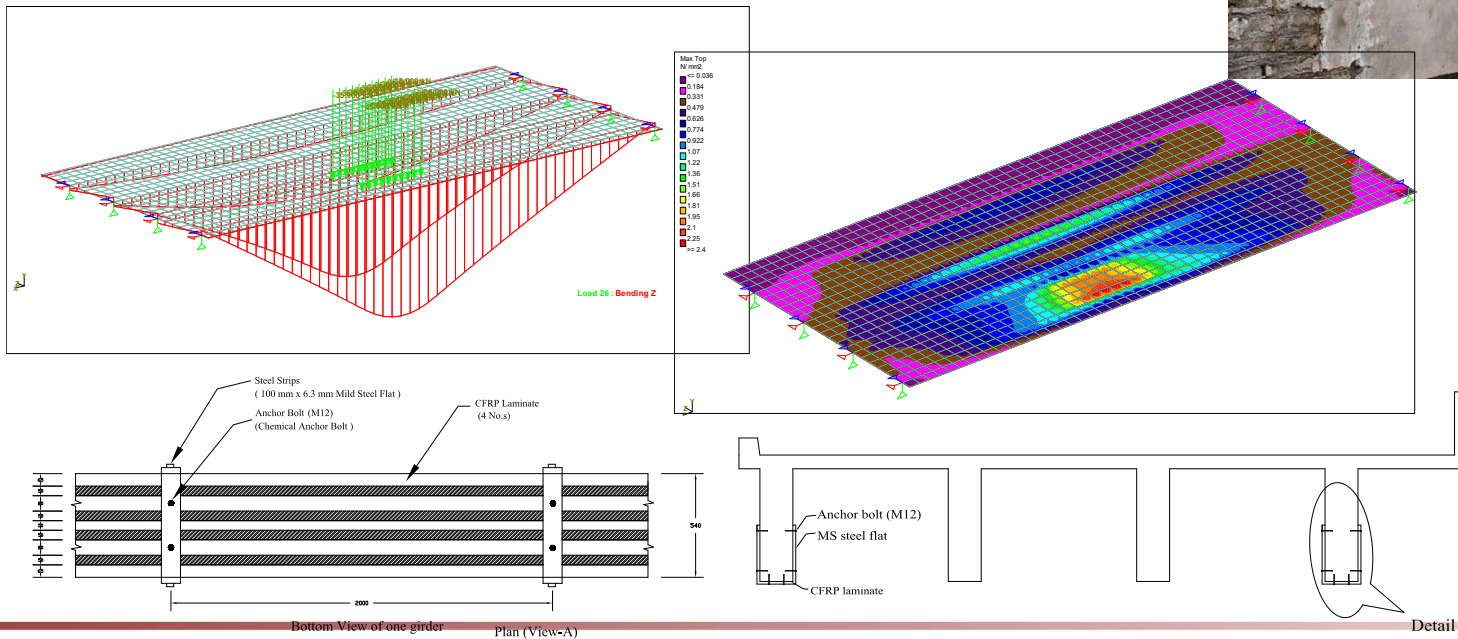 Load 26 : Bending Z
Max Top
N/ mm2
<= 0.036
0.184
0.331
0.479
0.626
0.774
0.922
1.07
1.22
1.36
1.51
1.66
1.81
1.95
2.1
2.25
>= 2.4
Steel Strips
( 100 mm x 6.3 mm Mild Steel Flat )
Anchor Bolt (M12)
(Chemical Anchor Bolt )
CFRP Laminate
(4 No.s)
540
2000
Bottom View of one girder
Plan (View-A)
Anchor bolt (M12)
MS steel flat
CFRP laminate
Detail